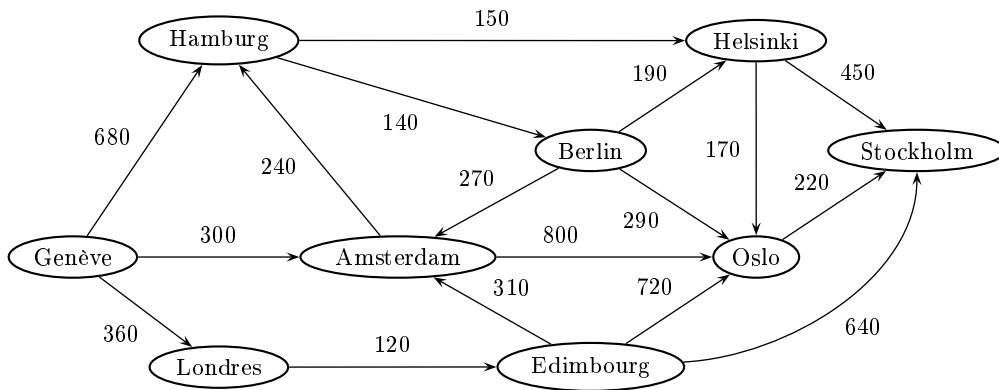 150
Hamburg
Helsinki
190
450
140
680
240
Berlin
170
Stockholm
270
220
290
300
800
Genève
Amsterdam
Oslo
310
720
360
120
640
Londres
Edimbourg